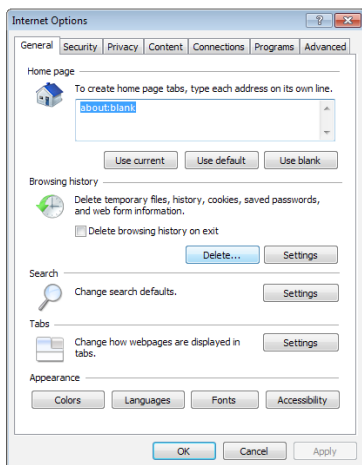 Internet Options
General Security Privacy Content Connections Programs Advanced
Home page
To create home page tabs, type each address on its own line.
about:blank
Use current Use default Use blank
Browsing history
Delete temporary files, history, cookies, saved passwords,
and web form information.
Delete browsing history on exit
Delete... Settings
Search
Change search defaults. Settings
Tabs
Change how webpages are displayed in
tabs.
Settings
Appearance
Colors Languages Fonts Accessibility
OK Cancel Apply